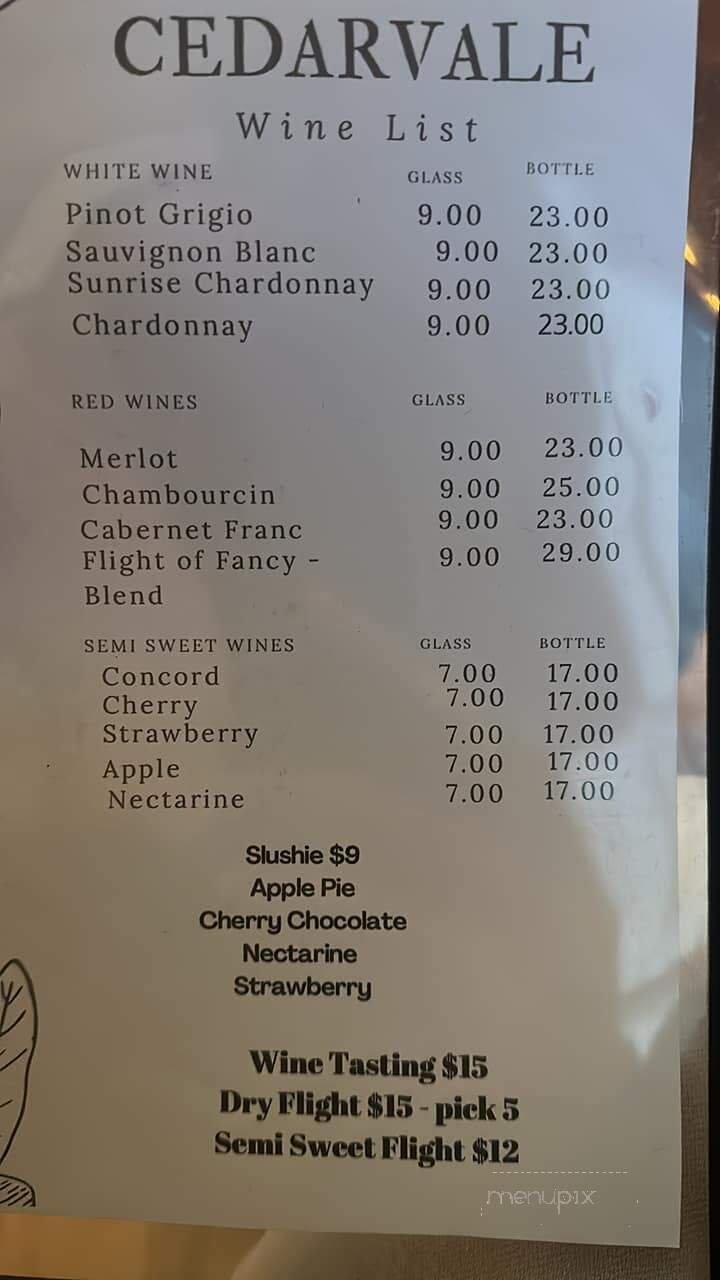 CEDARVALE
Wine List
WHITE WINE GLASS BOTTLE
Pinot Grigio 9.00 23.00
Sauvignon Blanc 9.00 23.00
Sunrise Chardonnay 9.00 23.00
Chardonnay 9.00 23.00
RED WINES GLASS BOTTLE
Merlot 9.00 23.00
Chambourcin 9.00 25.00
Cabernet Franc 9.00 23.00
Flight of Fancy - 9.00 29.00
Blend
SEMI SWEET WINES GLASS BOTTLE
Concord 7.00 17.00
Cherry 7.00 17.00
Strawberry 7.00 17.00
Apple 7.00 17.00
Nectarine 7.00 17.00
Slushie $9
Apple Pie
Cherry Chocolate
Nectarine
Strawberry
Wine Tasting $15
Dry Flight $15 - pick 5
Semi Sweet Flight $12
menupix